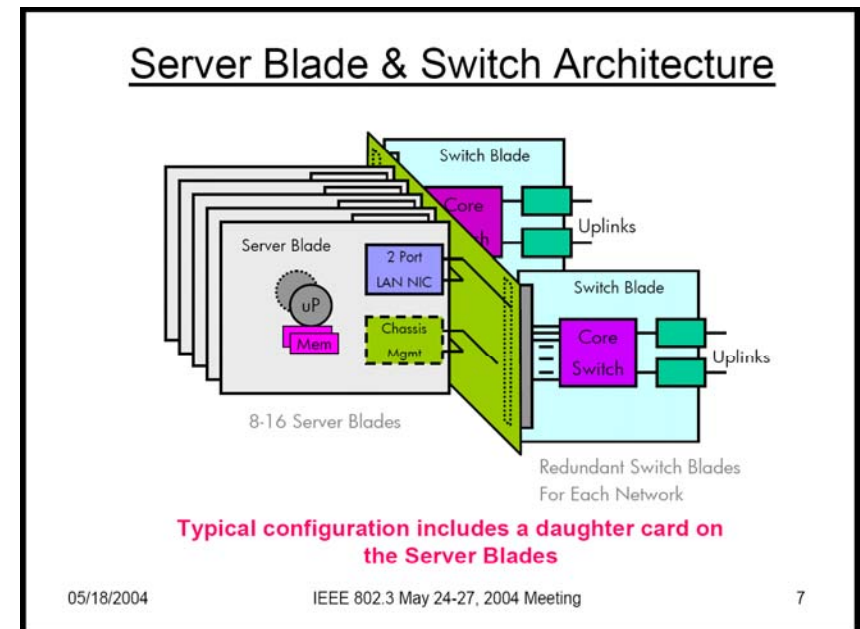 Server Blade & Switch Architecture
Switch Blade
Core
Uplinks
Server Blade
2 Port
LAN NIC
uP
Mem
Chassis
Mgmt
Switch Blade
Core
Switch
Uplinks
8-16 Server Blades
Redundant Switch Blades
For Each Network
Typical configuration includes a daughter card on
the Server Blades
05/18/2004 IEEE 802.3 May 24-27, 2004 Meeting 7